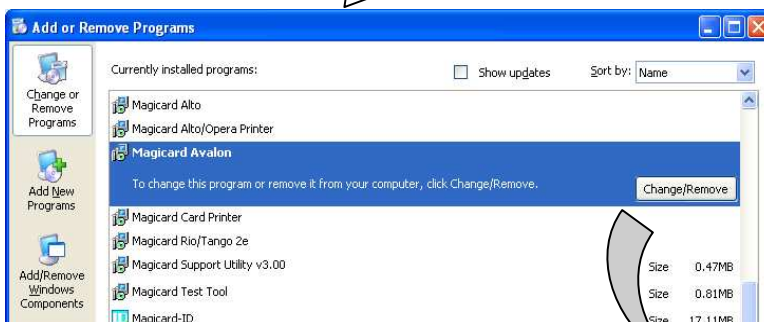 Add or Remove Programs
Currently installed programs:
Show updates
Sort by: Name
Change or
Remove
Programs
Add New
Programs
Add/Remove
Windows
Components
Magicard Alto
Magicard Alto/Opera Printer
Magicard Avalon
To change this program or remove it from your computer, click Change/Remove.
Change/Remove
Magicard Card Printer
Magicard Rio/Tango 2e
Magicard Support Utility v3.00 Size 0.47MB
Magicard Test Tool Size 0.81MB
Magicard-ID Size 17.11MB